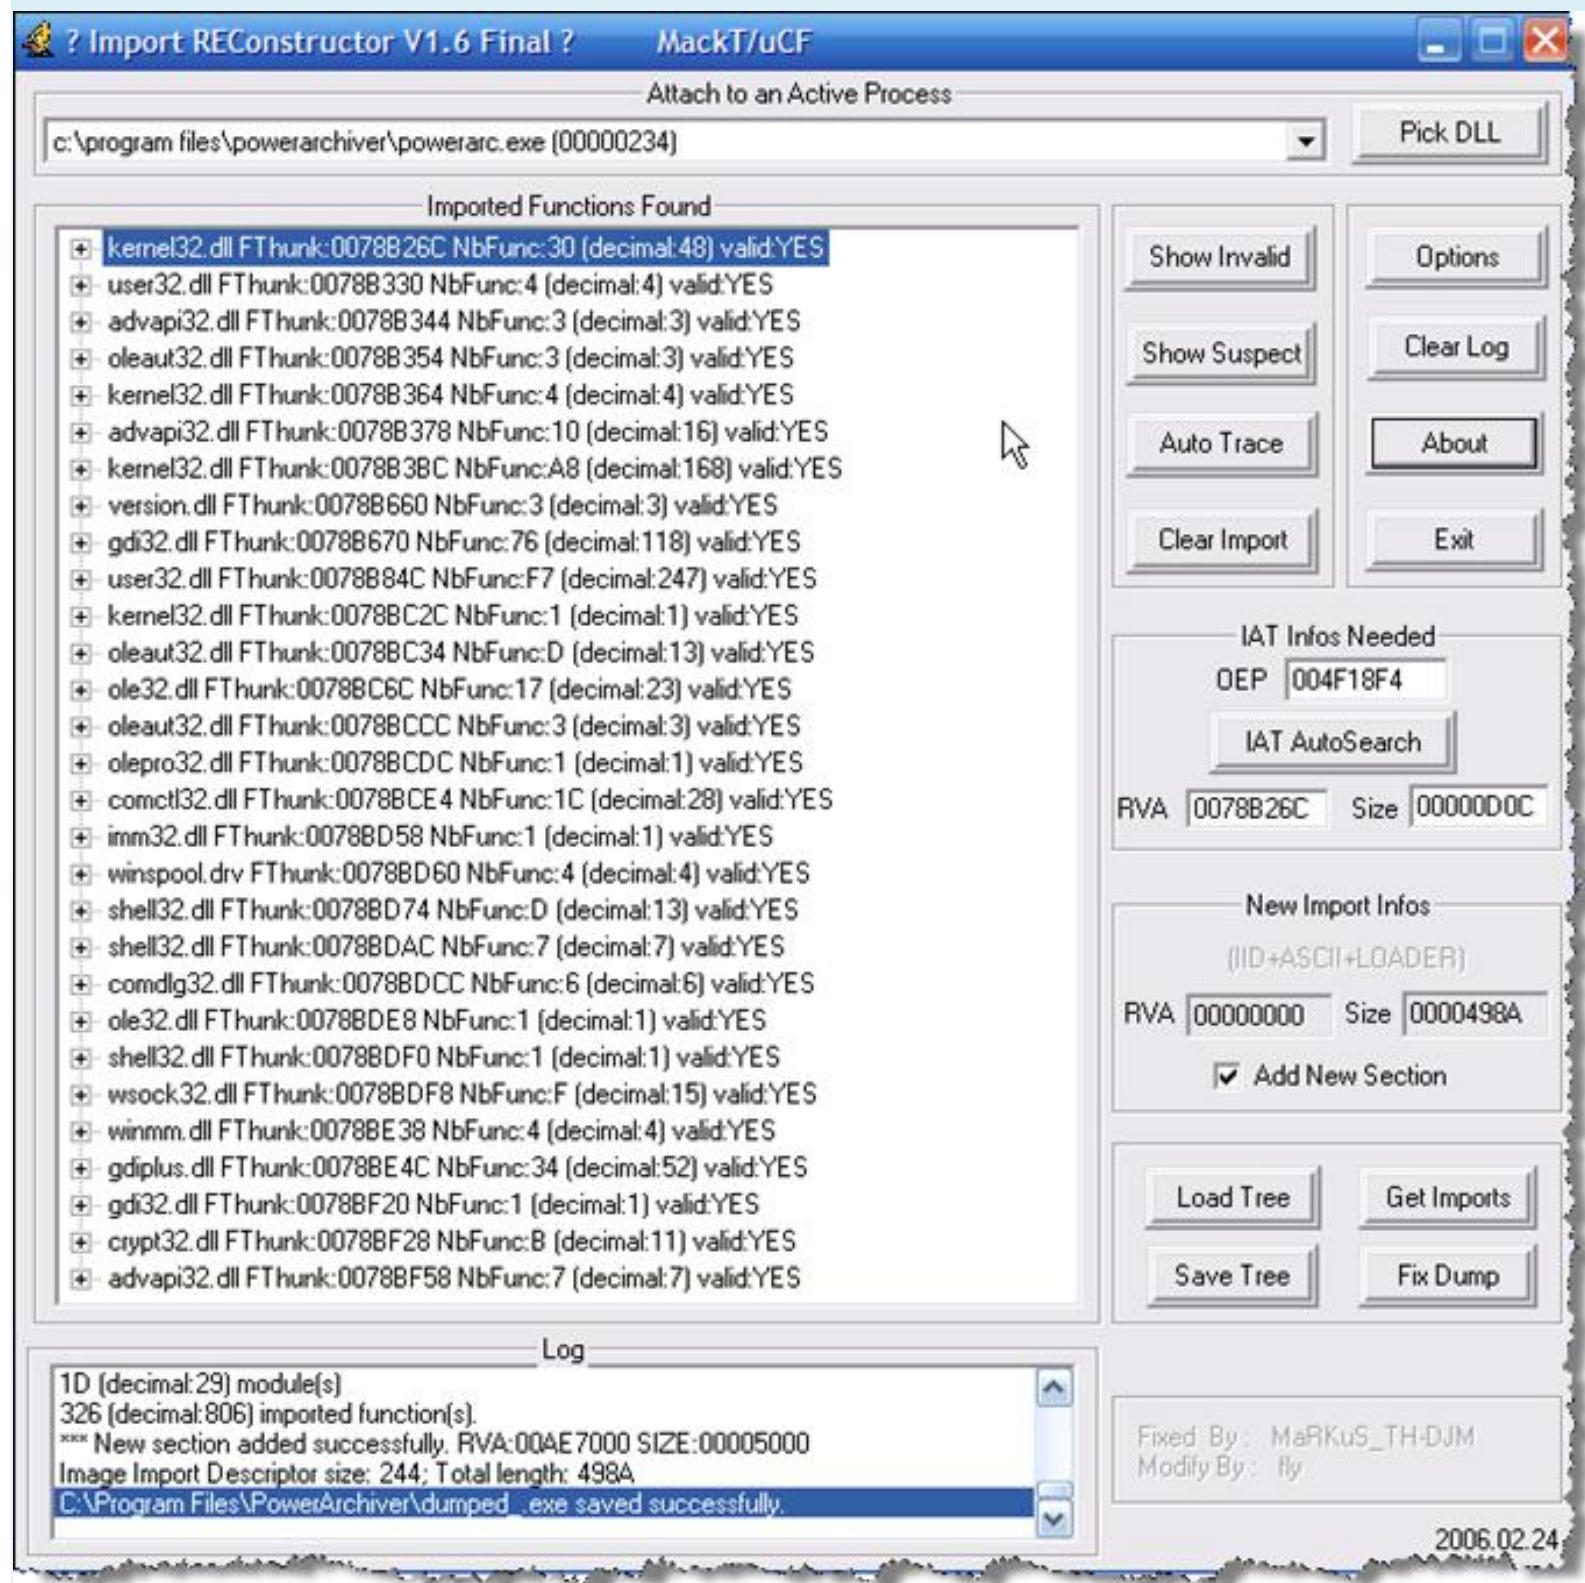 ? Import REConstructor V1.6 Final ? MackT/uCF
Attach to an Active Process
c:\program files\powerarchiver\powerarc.exe (00000234)
Pick DLL
Imported Functions Found
kernel32.dll FThunk:0078B26C NbFunc:30 (decimal:48) valid:YES
user32.dll FThunk:0078B330 NbFunc:4 (decimal:4) valid:YES
advapi32.dll FThunk:0078B344 NbFunc:3 (decimal:3) valid:YES
oleaut32.dll FThunk:0078B354 NbFunc:3 (decimal:3) valid:YES
kernel32.dll FThunk:0078B364 NbFunc:4 (decimal:4) valid:YES
advapi32.dll FThunk:0078B378 NbFunc:10 (decimal:16) valid:YES
kernel32.dll FThunk:0078B3BC NbFunc:A8 (decimal:168) valid:YES
version.dll FThunk:0078B660 NbFunc:3 (decimal:3) valid:YES
gdi32.dll FThunk:0078B670 NbFunc:76 (decimal:118) valid:YES
user32.dll FThunk:0078B84C NbFunc:F7 (decimal:247) valid:YES
kernel32.dll FThunk:0078BC2C NbFunc:1 (decimal:1) valid:YES
oleaut32.dll FThunk:0078BC34 NbFunc:D (decimal:13) valid:YES
ole32.dll FThunk:0078BC6C NbFunc:17 (decimal:23) valid:YES
oleaut32.dll FThunk:0078BCCC NbFunc:3 (decimal:3) valid:YES
olepro32.dll FThunk:0078BCDC NbFunc:1 (decimal:1) valid:YES
comctl32.dll FThunk:0078BCE4 NbFunc:1C (decimal:28) valid:YES
imm32.dll FThunk:0078BD58 NbFunc:1 (decimal:1) valid:YES
winspool.drv FThunk:0078BD60 NbFunc:4 (decimal:4) valid:YES
shell32.dll FThunk:0078BD74 NbFunc:D (decimal:13) valid:YES
shell32.dll FThunk:0078BDAC NbFunc:7 (decimal:7) valid:YES
comdlg32.dll FThunk:0078BDCC NbFunc:6 (decimal:6) valid:YES
ole32.dll FThunk:0078BDE8 NbFunc:1 (decimal:1) valid:YES
shell32.dll FThunk:0078BDF0 NbFunc:1 (decimal:1) valid:YES
wsock32.dll FThunk:0078BDF8 NbFunc:F (decimal:15) valid:YES
winmm.dll FThunk:0078BE38 NbFunc:4 (decimal:4) valid:YES
gdiplus.dll FThunk:0078BE4C NbFunc:34 (decimal:52) valid:YES
gdi32.dll FThunk:0078BF20 NbFunc:1 (decimal:1) valid:YES
crypt32.dll FThunk:0078BF28 NbFunc:B (decimal:11) valid:YES
advapi32.dll FThunk:0078BF58 NbFunc:7 (decimal:7) valid:YES
Show Invalid
Options
Show Suspect
Clear Log
Auto Trace
About
Clear Import
Exit
IAT Infos Needed
OEP 004F18F4
IAT AutoSearch
RVA 0078B26C Size 00000D0C
New Import Infos
(IID+ASCII+LOADER)
RVA 00000000 Size 0000498A
Add New Section
Load Tree
Get Imports
Save Tree
Fix Dump
Log
1D (decimal:29) module(s)
326 (decimal:806) imported function(s).
*** New section added successfully. RVA:00AE7000 SIZE:00005000
Image Import Descriptor size: 244; Total length: 498A
C:\Program Files\PowerArchiver\dumped_.exe saved successfully.
Fixed By : MaRKuS_TH-DJM
Modify By : fly
2006.02.24